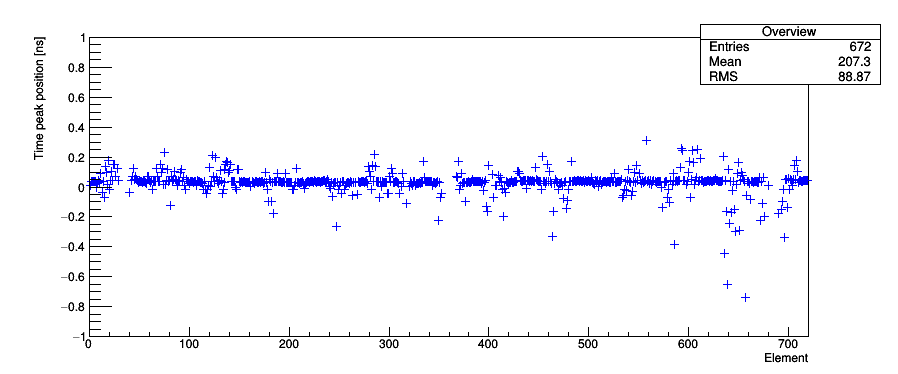 Overview
Entries 672
Mean 207.3
RMS 88.87
Time peak position [ns]
1
0.8
0.6
0.4
0.2
0
−0.2
−0.4
−0.6
−0.8
−1
0 100 200 300 400 500 600 700
Element